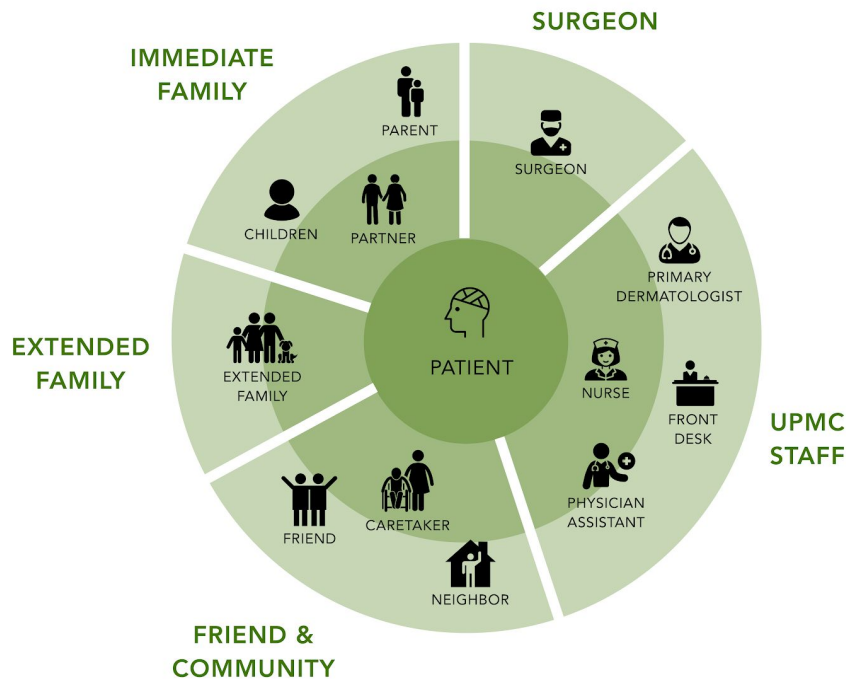 SURGEON
IMMEDIATE
FAMILY
PARENT
SURGEON
CHILDREN
PARTNER
PRIMARY
DERMATOLOGIST
EXTENDED
FAMILY
EXTENDED
FAMILY
PATIENT
NURSE
FRONT
DESK
UPMC
STAFF
PHYSICIAN
ASSISTANT
FRIEND
CARETAKER
NEIGHBOR
FRIEND &
COMMUNITY